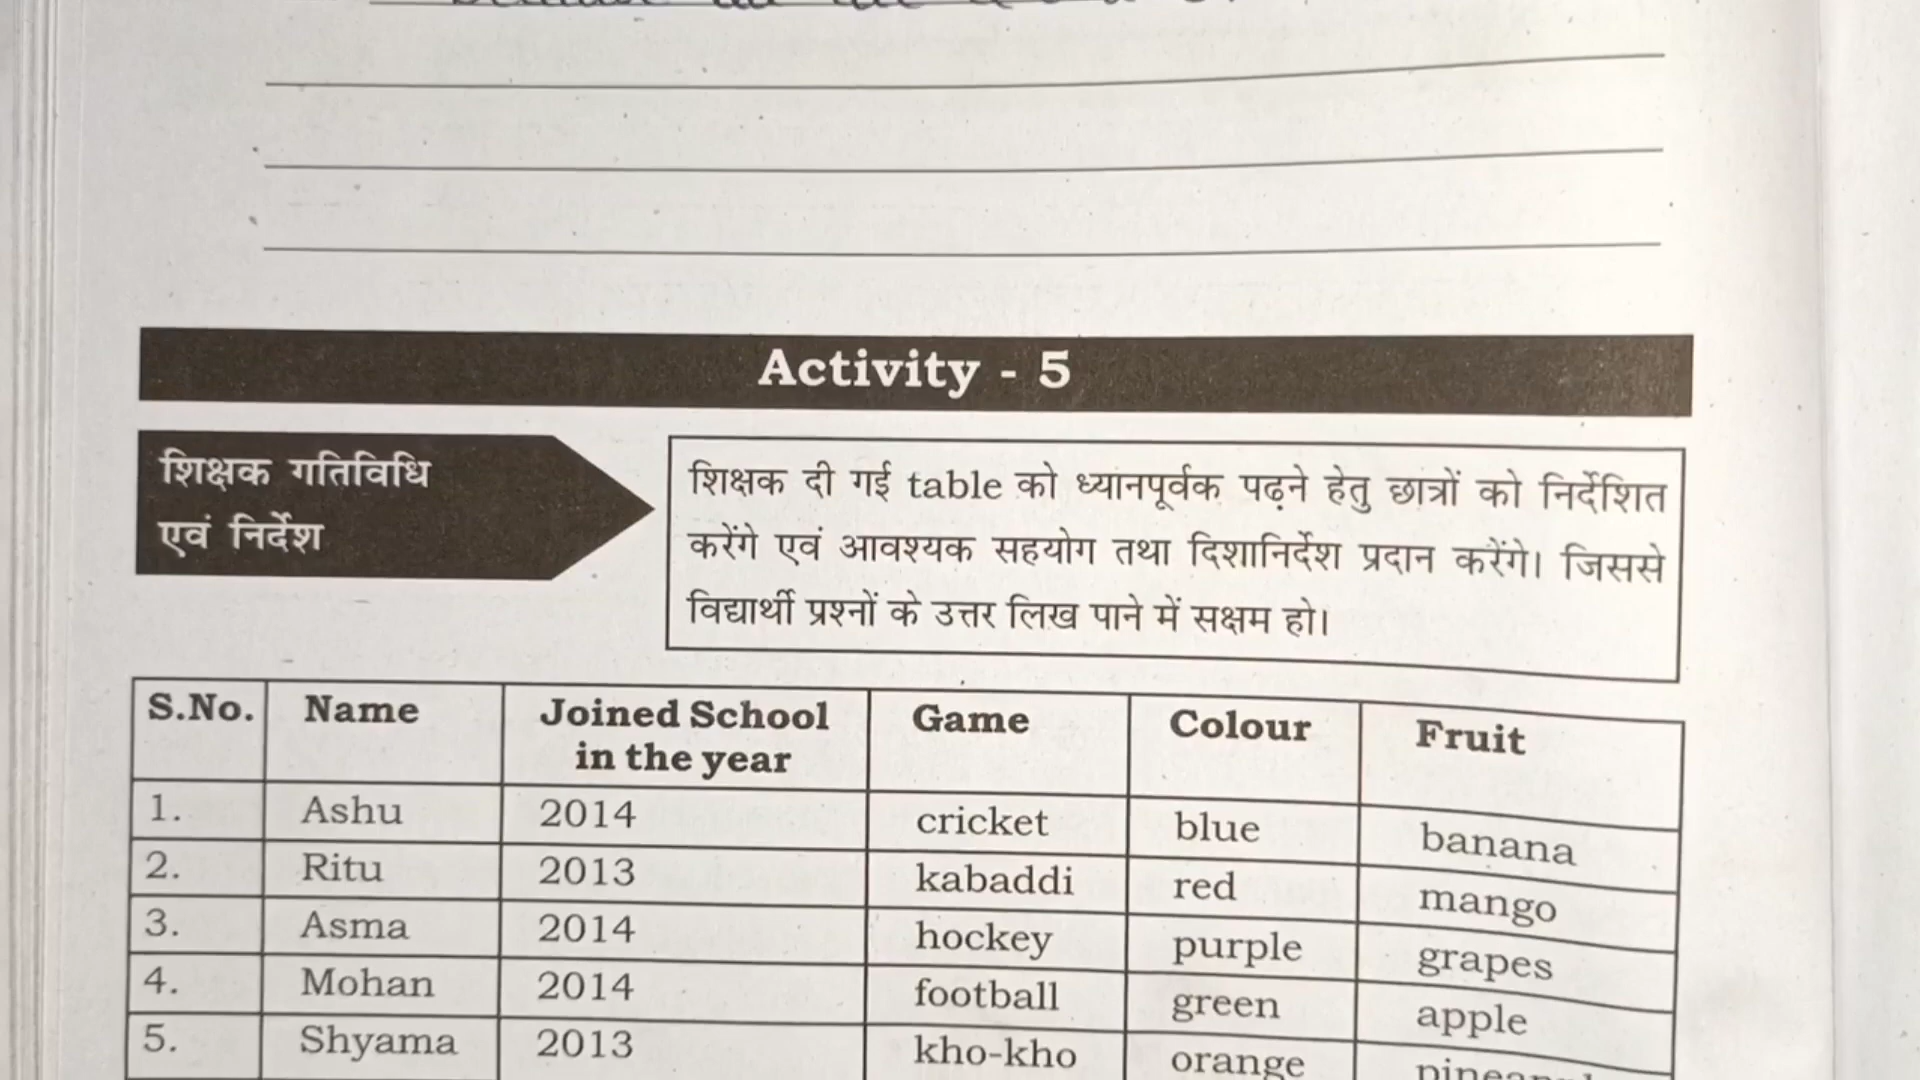 Activity - 5
शिक्षक गतिविधि
एवं निर्देश
शिक्षक दी गई table को ध्यानपूर्वक पढ़ने हेतु छात्रों को निर्देशित
करेंगे एवं आवश्यक सहयोग तथा दिशानिर्देश प्रदान करेंगे। जिससे
विद्यार्थी प्रश्नों के उत्तर लिख पाने में सक्षम हो।
S.No. Name Joined School in the year Game Colour Fruit
1. Ashu 2014 cricket blue banana
2. Ritu 2013 kabaddi red mango
3. Asma 2014 hockey purple grapes
4. Mohan 2014 football green apple
5. Shyama 2013 kho-kho orange